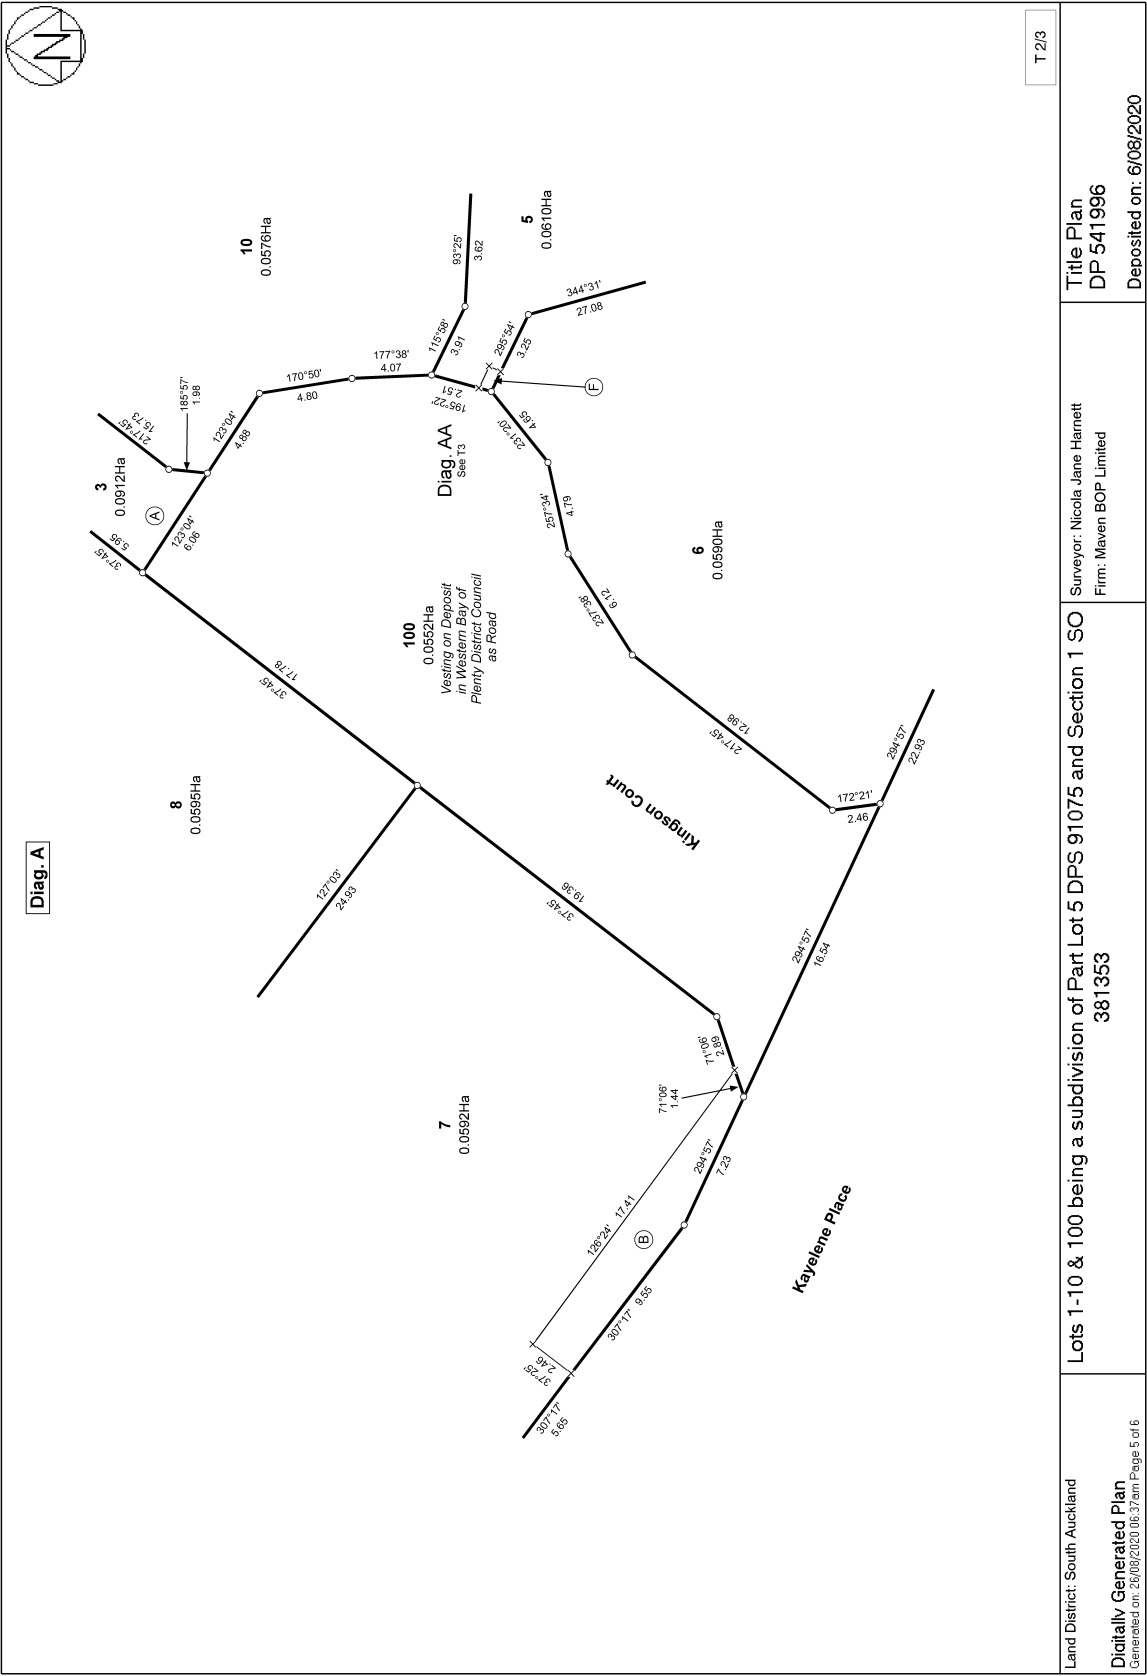 N
Diag. A
T 2/3
10
0.0576Ha
5
0.0610Ha
3
0.0912Ha
8
0.0595Ha
7
0.0592Ha
6
0.0590Ha
100
0.0552Ha
Vesting on Deposit
in Western Bay of
Plenty District Council
as Road
Diag. AA
See T3
Kingson Court
Kayelene Place
A
B
F
217°45'
15.73
185°57'
1.98
37°45'
5.95
123°04'
6.06
123°04'
4.88
170°50'
4.80
177°38'
4.07
115°58'
3.91
93°25'
3.62
195°22'
2.51
295°54'
3.25
344°31'
27.08
231°20'
4.65
257°34'
4.79
237°38'
6.12
217°45'
12.98
172°21'
2.46
294°57'
22.93
294°57'
16.54
37°45'
17.78
127°03'
24.93
37°45'
19.36
71°06'
2.89
71°06'
1.44
294°57'
7.23
126°24' 17.41
307°17' 9.55
37°25'
2.46
307°17'
5.65
Land District: South Auckland
Digitally Generated Plan
Generated on: 26/08/2020 06:37am Page 5 of 6
Lots 1-10 & 100 being a subdivision of Part Lot 5 DPS 91075 and Section 1 SO
381353
Surveyor: Nicola Jane Harnett
Firm: Maven BOP Limited
Title Plan
DP 541996
Deposited on: 6/08/2020